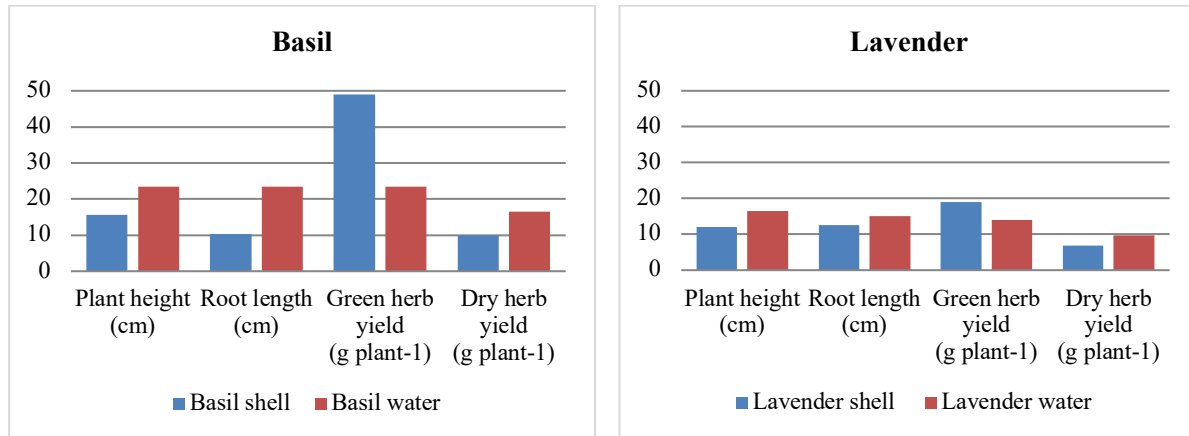 Basil
50
40
30
20
10
0
Plant height Root length Green herb Dry herb
(cm) (cm) yield yield
(g plant-1) (g plant-1)
Basil shell Basil water
Lavender
50
40
30
20
10
0
Plant height Root length Green herb Dry herb
(cm) (cm) yield yield
(g plant-1) (g plant-1)
Lavender shell Lavender water